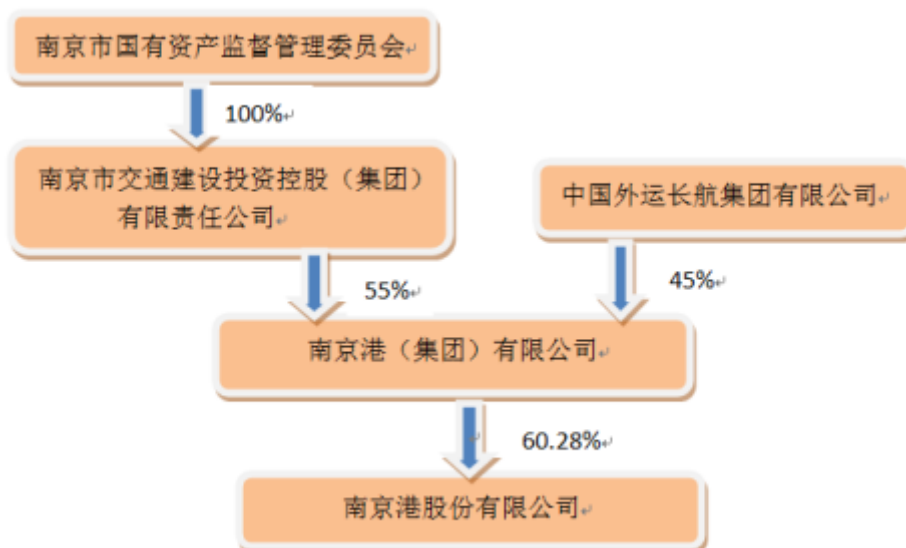 南京市国有资产监督管理委员会
100%
南京市交通建设投资控股（集团）
有限责任公司
中国外运长航集团有限公司
55%
45%
南京港（集团）有限公司
60.28%
南京港股份有限公司